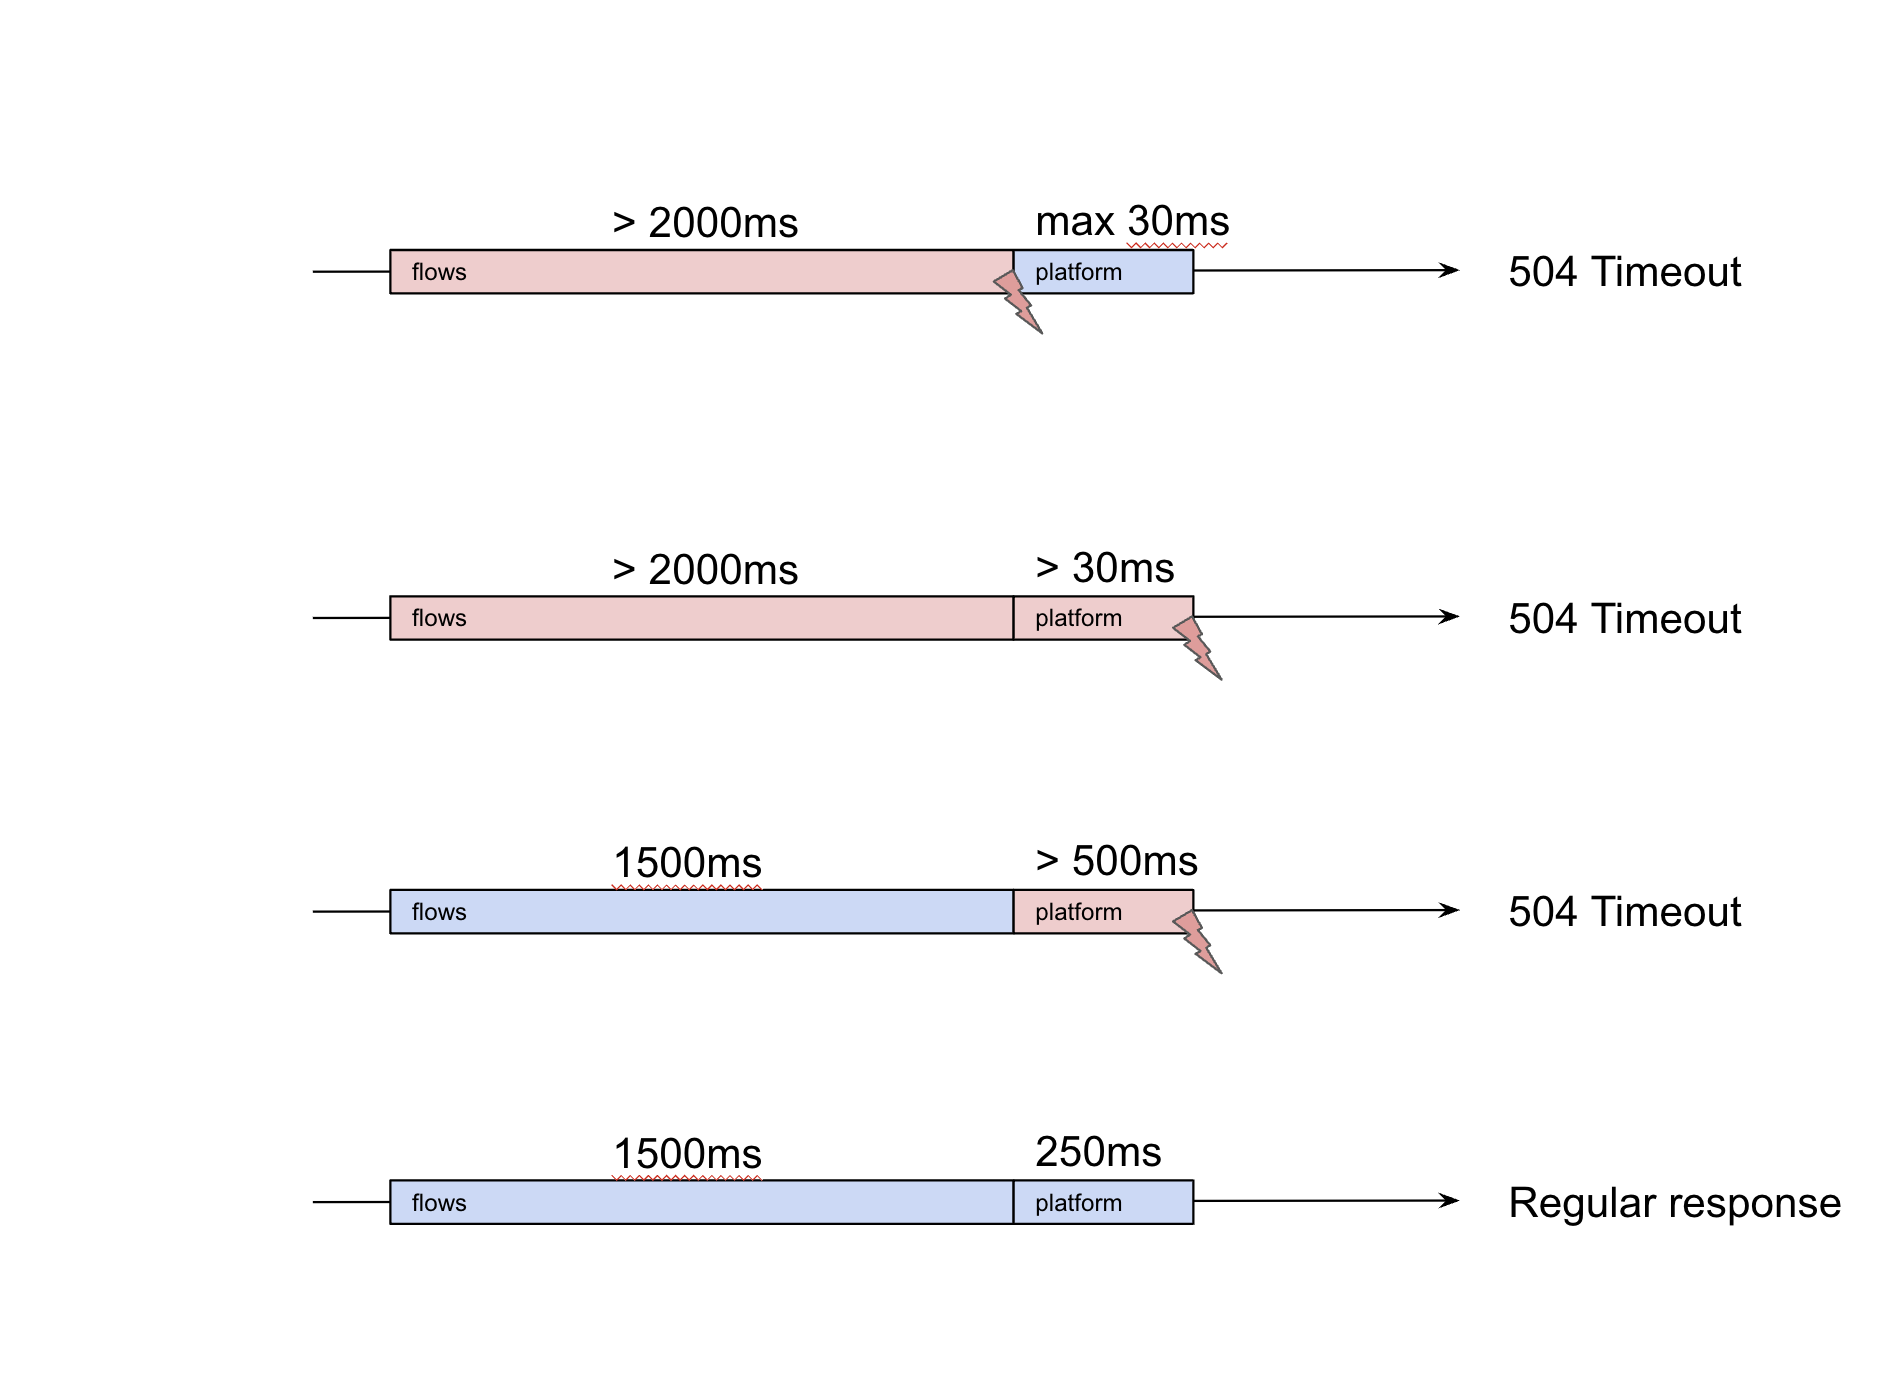 > 2000ms
max 30ms
flows
platform
504 Timeout
> 2000ms
> 30ms
flows
platform
504 Timeout
1500ms
> 500ms
flows
platform
504 Timeout
1500ms
250ms
flows
platform
Regular response